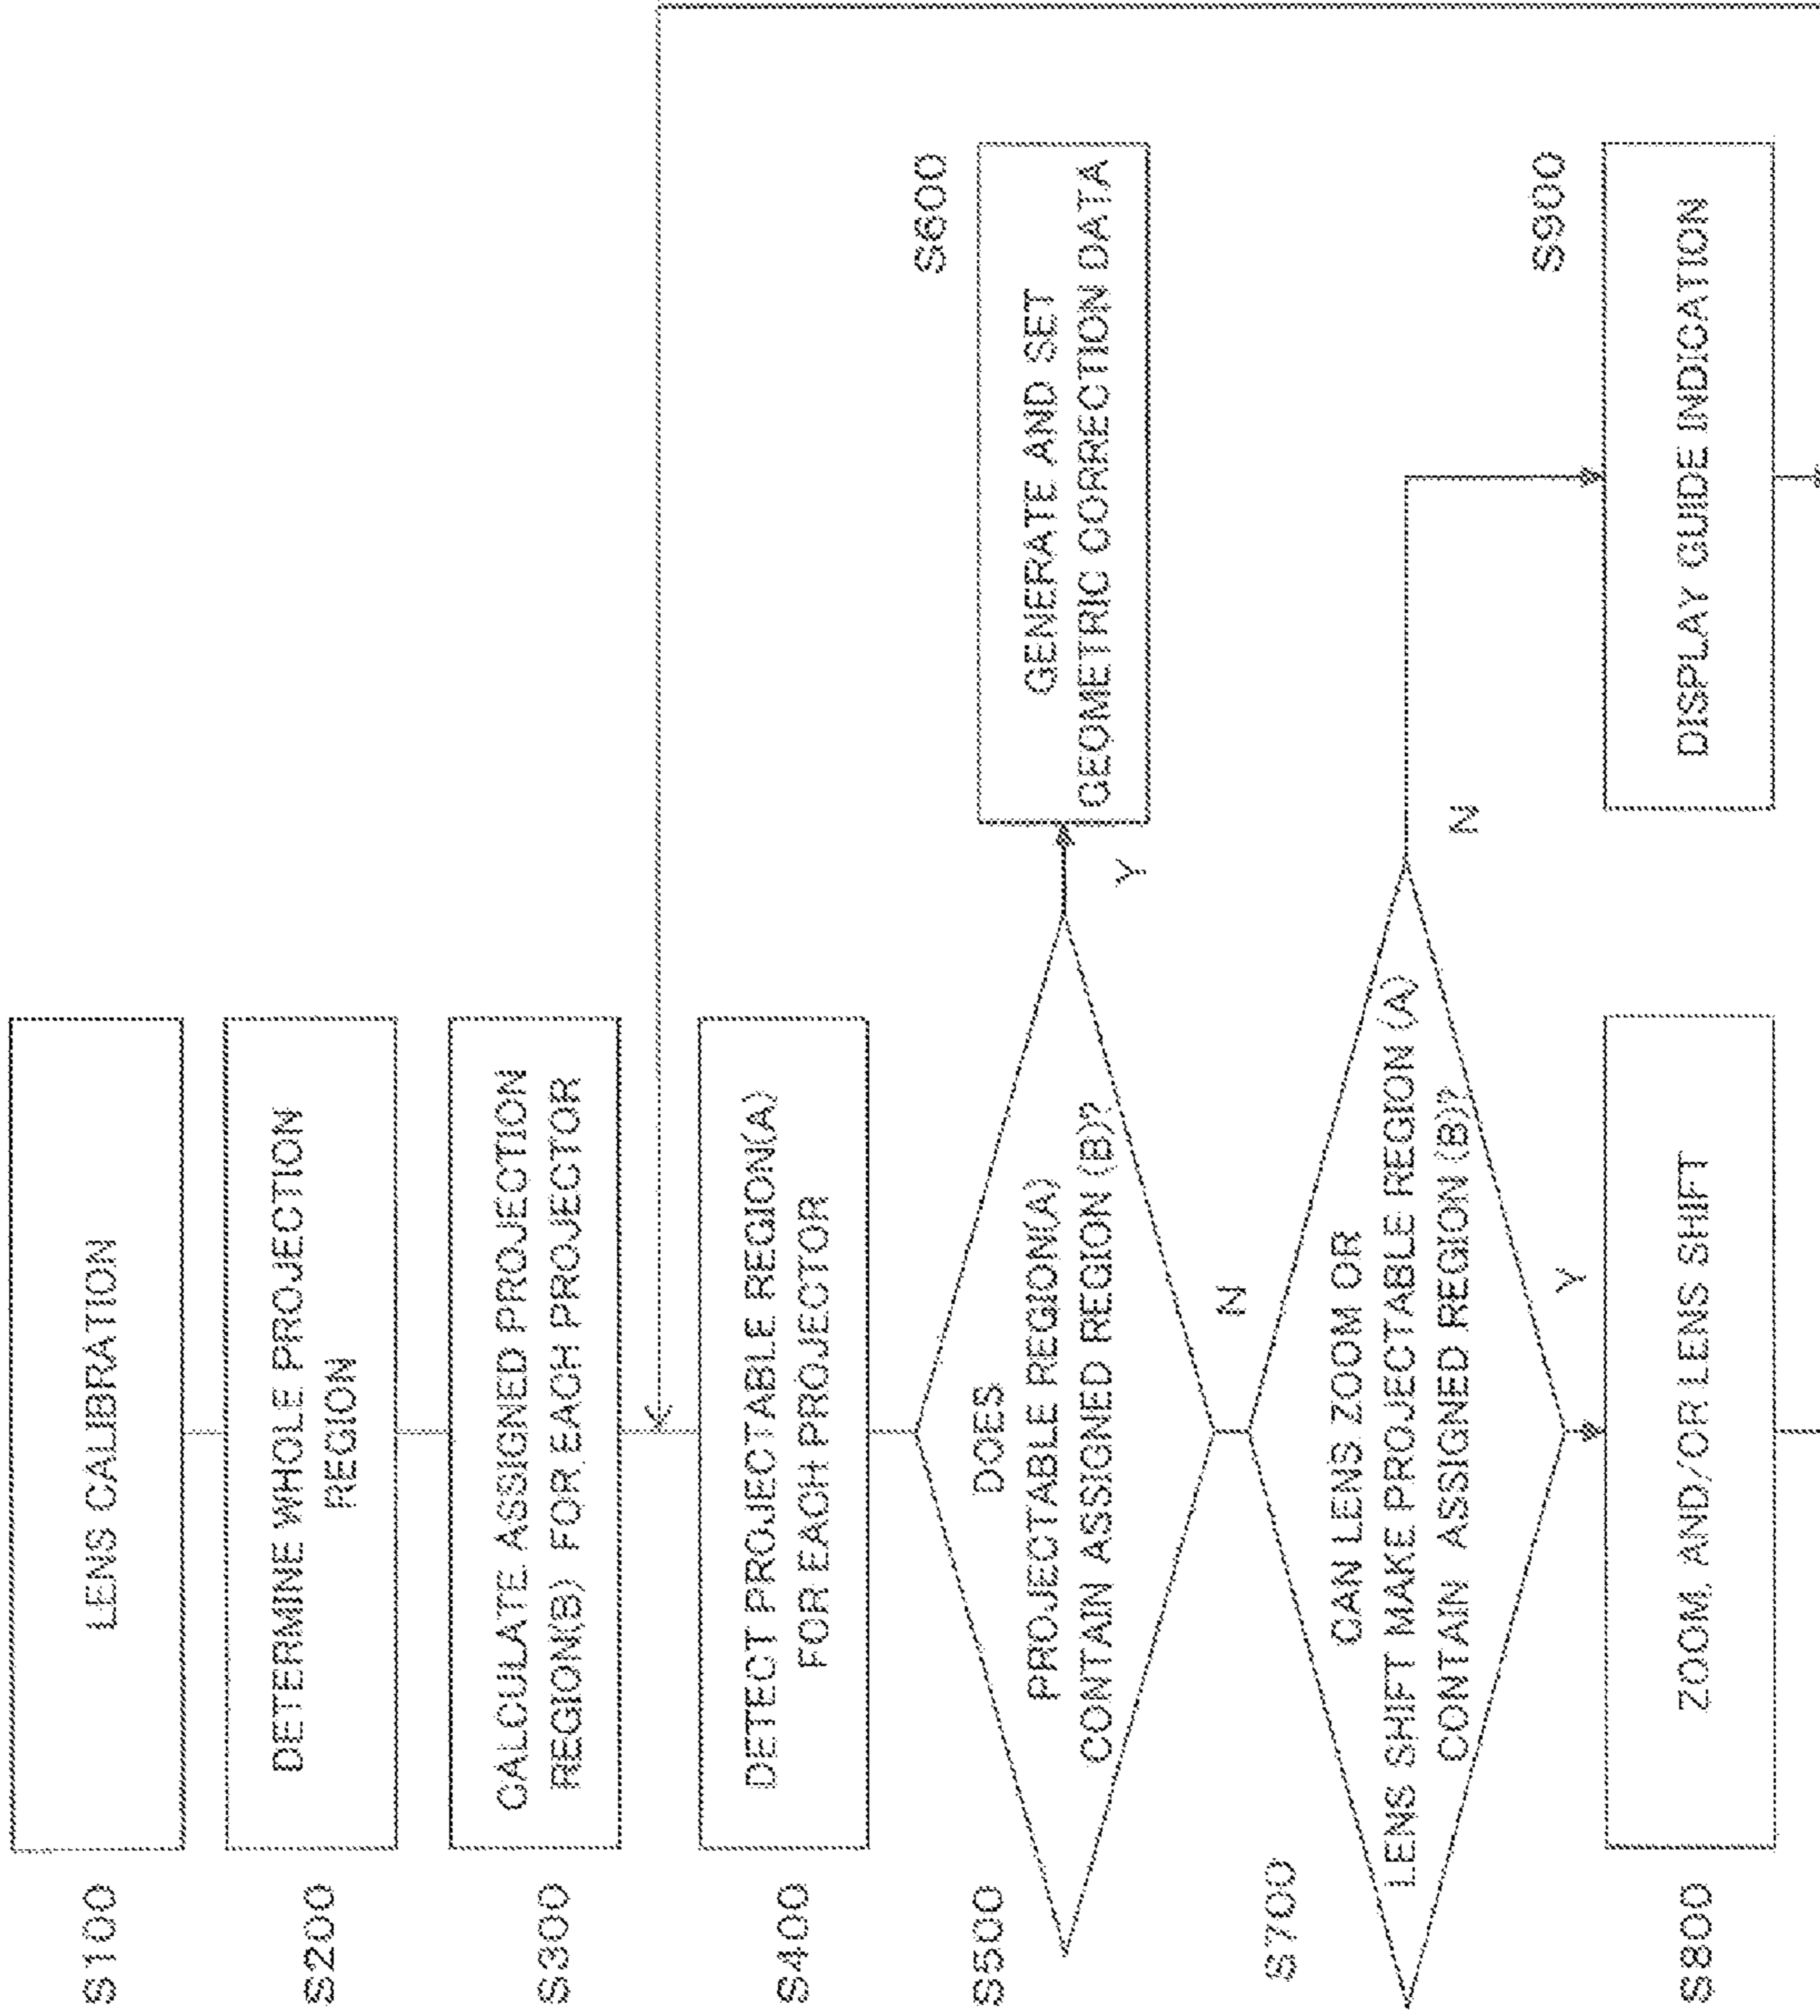 S100
LENS CALIBRATION
S200
DETERMINE WHOLE PROJECTION
REGION
S300
CALCULATE ASSIGNED PROJECTION
REGION(B) FOR EACH PROJECTOR
S400
DETECT PROJECTABLE REGION(A)
FOR EACH PROJECTOR
S500
DOES
PROJECTABLE REGION(A)
CONTAIN ASSIGNED REGION (B)?
Y
N
S600
GENERATE AND SET
GEOMETRIC CORRECTION DATA
S700
CAN LENS ZOOM OR
LENS SHIFT MAKE PROJECTABLE REGION (A)
CONTAIN ASSIGNED REGION (B)?
N
Y
S800
ZOOM, AND/OR LENS SHIFT
S900
DISPLAY GUIDE INDICATION